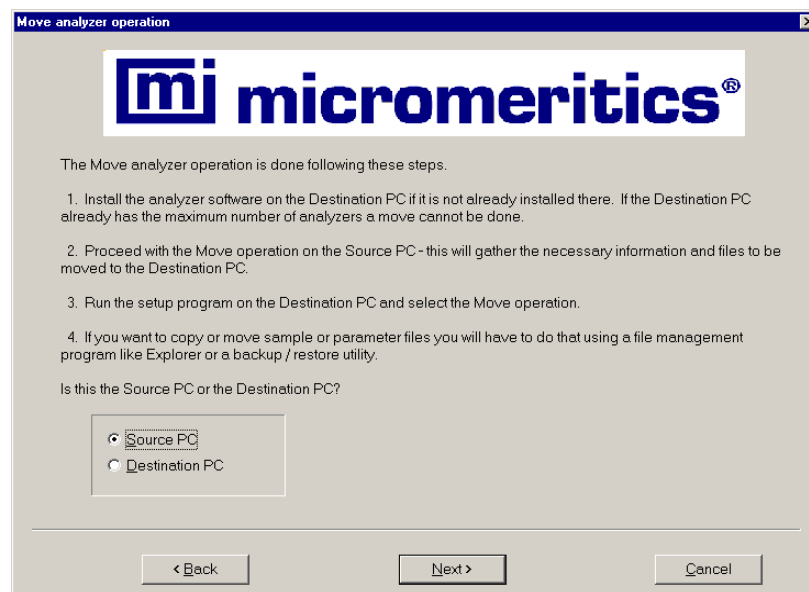 Move analyzer operation
mi micromeritics®
The Move analyzer operation is done following these steps.
1. Install the analyzer software on the Destination PC if it is not already installed there. If the Destination PC
already has the maximum number of analyzers a move cannot be done.
2. Proceed with the Move operation on the Source PC - this will gather the necessary information and files to be
moved to the Destination PC.
3. Run the setup program on the Destination PC and select the Move operation.
4. If you want to copy or move sample or parameter files you will have to do that using a file management
program like Explorer or a backup / restore utility.
Is this the Source PC or the Destination PC?
Source PC
Destination PC
< Back
Next >
Cancel